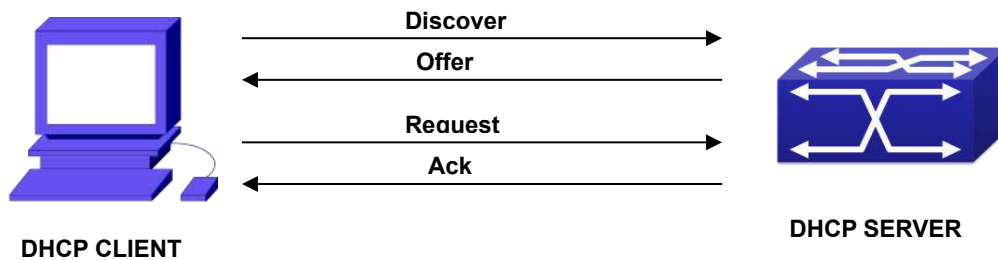 Discover
Offer
Request
Ack
DHCP CLIENT
DHCP SERVER